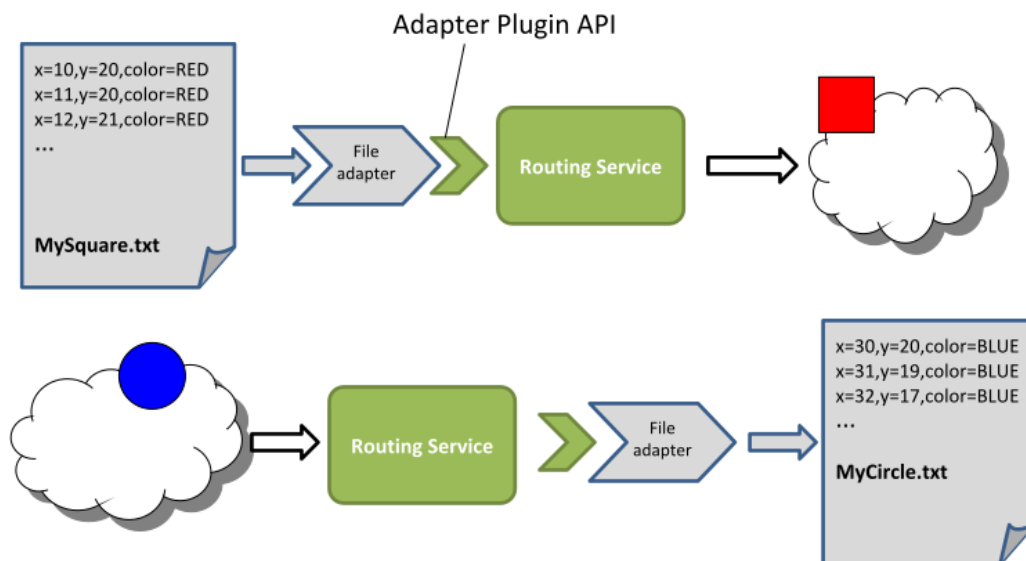 Adapter Plugin API
x=10,y=20,color=RED
x=11,y=20,color=RED
x=12,y=21,color=RED
...
MySquare.txt
File
adapter
Routing Service
Routing Service
File
adapter
x=30,y=20,color=BLUE
x=31,y=19,color=BLUE
x=32,y=17,color=BLUE
...
MyCircle.txt